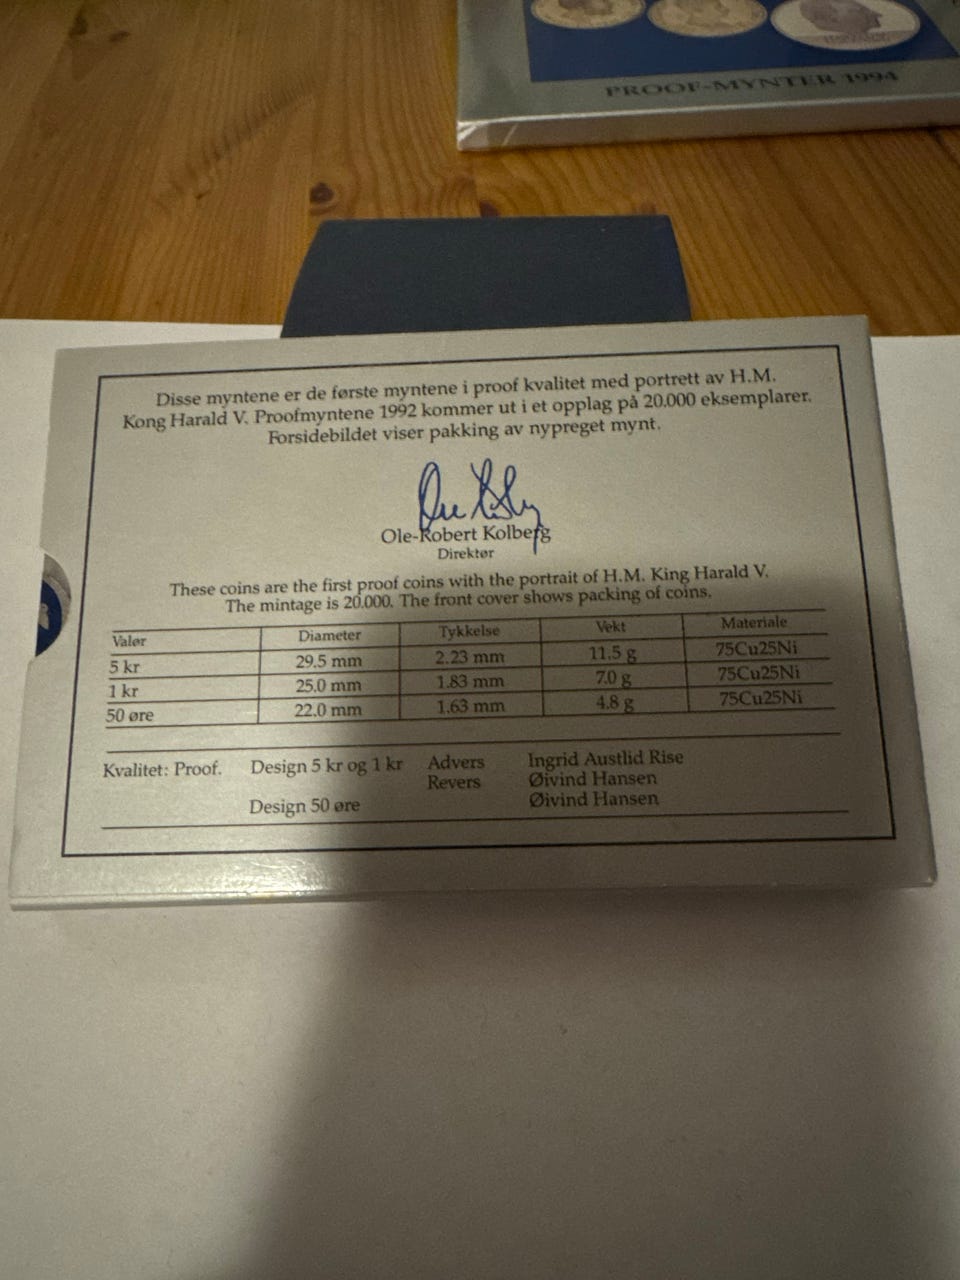 PROOF-MYNTER 1994
Disse myntene er de første myntene i proof kvalitet med portrett av H.M.
Kong Harald V. Proofmyntene 1992 kommer ut i et opplag på 20.000 eksemplarer.
Forsidebildet viser pakking av nypreget mynt.
Ole-Robert Kolberg
Direktør
These coins are the first proof coins with the portrait of H.M. King Harald V.
The mintage is 20.000. The front cover shows packing of coins.
Valør Diameter Tykkelse Vekt Materiale
5 kr 29.5 mm 2.23 mm 11.5 g 75Cu25Ni
1 kr 25.0 mm 1.83 mm 7.0 g 75Cu25Ni
50 øre 22.0 mm 1.63 mm 4.8 g 75Cu25Ni
Kvalitet: Proof. Design 5 kr og 1 kr Advers Ingrid Austlid Rise
Revers Øivind Hansen
Design 50 øre Øivind Hansen